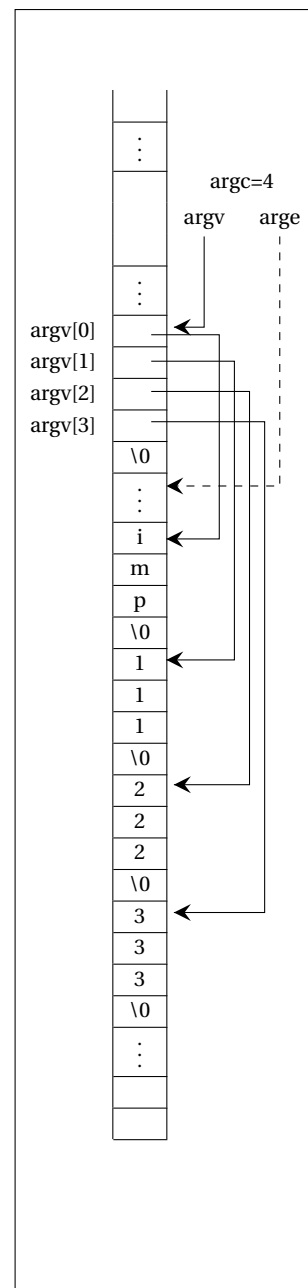 ⋮
argc=4
argv arge
⋮
argv[0]
argv[1]
argv[2]
argv[3]
\0
⋮
i
m
p
\0
1
1
1
\0
2
2
2
\0
3
3
3
\0
⋮